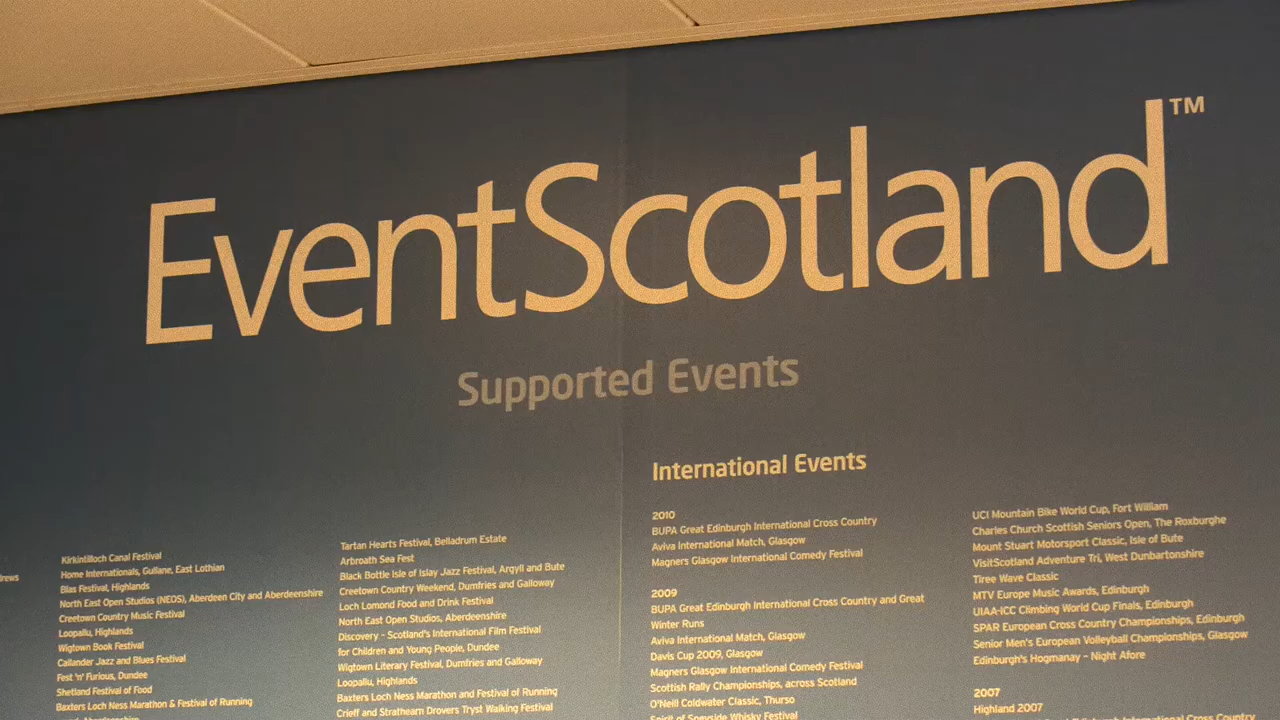 EventScotland™
Supported Events
rews
Kirkintilloch Canal Festival
Home Internationals, Gullane, East Lothian
Blas Festival, Highlands
North East Open Studios (NEOS), Aberdeen City and Aberdeenshire
Creetown Country Music Festival
Loopallu, Highlands
Wigtown Book Festival
Callander Jazz and Blues Festival
Fest 'n' Furious, Dundee
Shetland Festival of Food
Baxters Loch Ness Marathon & Festival of Running
Tartan Hearts Festival, Belladrum Estate
Arbroath Sea Fest
Black Bottle Isle of Islay Jazz Festival, Argyll and Bute
Creetown Country Weekend, Dumfries and Galloway
Loch Lomond Food and Drink Festival
North East Open Studios, Aberdeenshire
Discovery - Scotland's International Film Festival
for Children and Young People, Dundee
Wigtown Literary Festival, Dumfries and Galloway
Loopallu, Highlands
Baxters Loch Ness Marathon and Festival of Running
Crieff and Strathearn Drovers Tryst Walking Festival
International Events
2010
BUPA Great Edinburgh International Cross Country
Aviva International Match, Glasgow
Magners Glasgow International Comedy Festival
2009
BUPA Great Edinburgh International Cross Country and Great
Winter Runs
Aviva International Match, Glasgow
Davis Cup 2009, Glasgow
Magners Glasgow International Comedy Festival
Scottish Rally Championships, across Scotland
O'Neill Coldwater Classic, Thurso
Spirit of Speyside Whisky Festival
UCI Mountain Bike World Cup, Fort William
Charles Church Scottish Seniors Open, The Roxburghe
Mount Stuart Motorsport Classic, Isle of Bute
VisitScotland Adventure Tri, West Dunbartonshire
Tiree Wave Classic
MTV Europe Music Awards, Edinburgh
UIAA-ICC Climbing World Cup Finals, Edinburgh
SPAR European Cross Country Championships, Edinburgh
Senior Men's European Volleyball Championships, Glasgow
Edinburgh's Hogmanay - Night Afore
2007
Highland 2007
International Cross Country